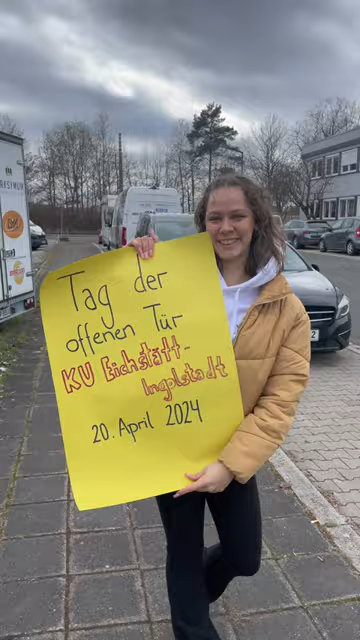 Tag der
offenen Tür
KU Eichstätt-
Ingolstadt
20. April 2024